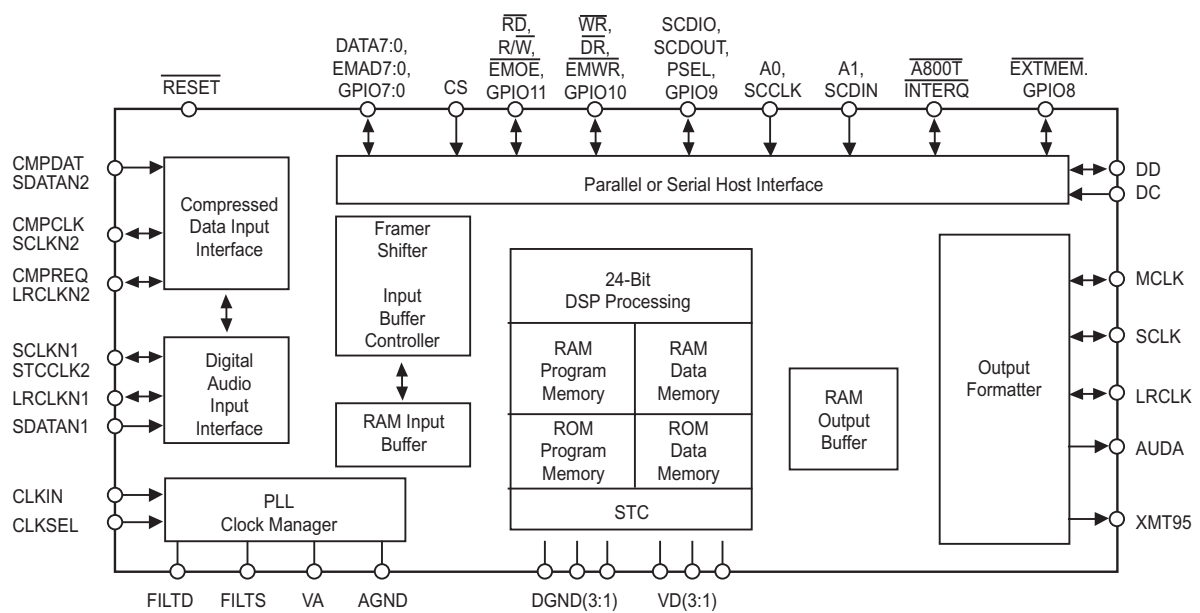 RD,
R/W,
EMOE,
GPIO11
WR,
DR,
EMWR,
GPIO10
SCDIO,
SCDOUT,
PSEL,
GPIO9
DATA7:0,
EMAD7:0,
GPIO7:0
CS
A0,
SCCLK
A1,
SCDIN
A800T
INTERQ
EXTMEM.
GPIO8
RESET
CMPDAT
SDATAN2
CMPCLK
SCLKN2
CMPREQ
LRCLKN2
SCLKN1
STCCLK2
LRCLKN1
SDATAN1
CLKIN
CLKSEL
Compressed
Data Input
Interface
Digital
Audio
Input
Interface
PLL
Clock Manager
Parallel or Serial Host Interface
Framer
Shifter
Input
Buffer
Controller
RAM Input
Buffer
24-Bit
DSP Processing
RAM
Program
Memory
RAM
Data
Memory
ROM
Program
Memory
ROM
Data
Memory
STC
RAM
Output
Buffer
Output
Formatter
DD
DC
MCLK
SCLK
LRCLK
AUDA
XMT95
FILTD
FILTS
VA
AGND
DGND(3:1)
VD(3:1)